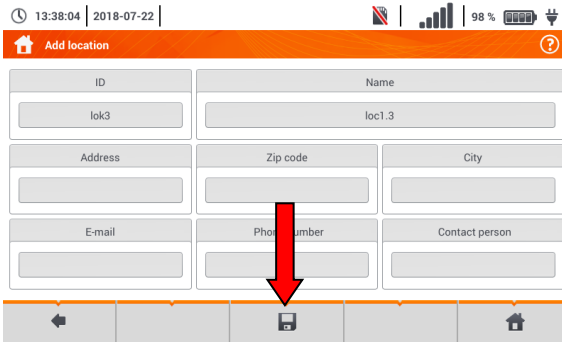 13:38:04 2018-07-22 98 %
Add location ?
ID Name
lok3 loc1.3
Address Zip code City
E-mail Phone number Contact person